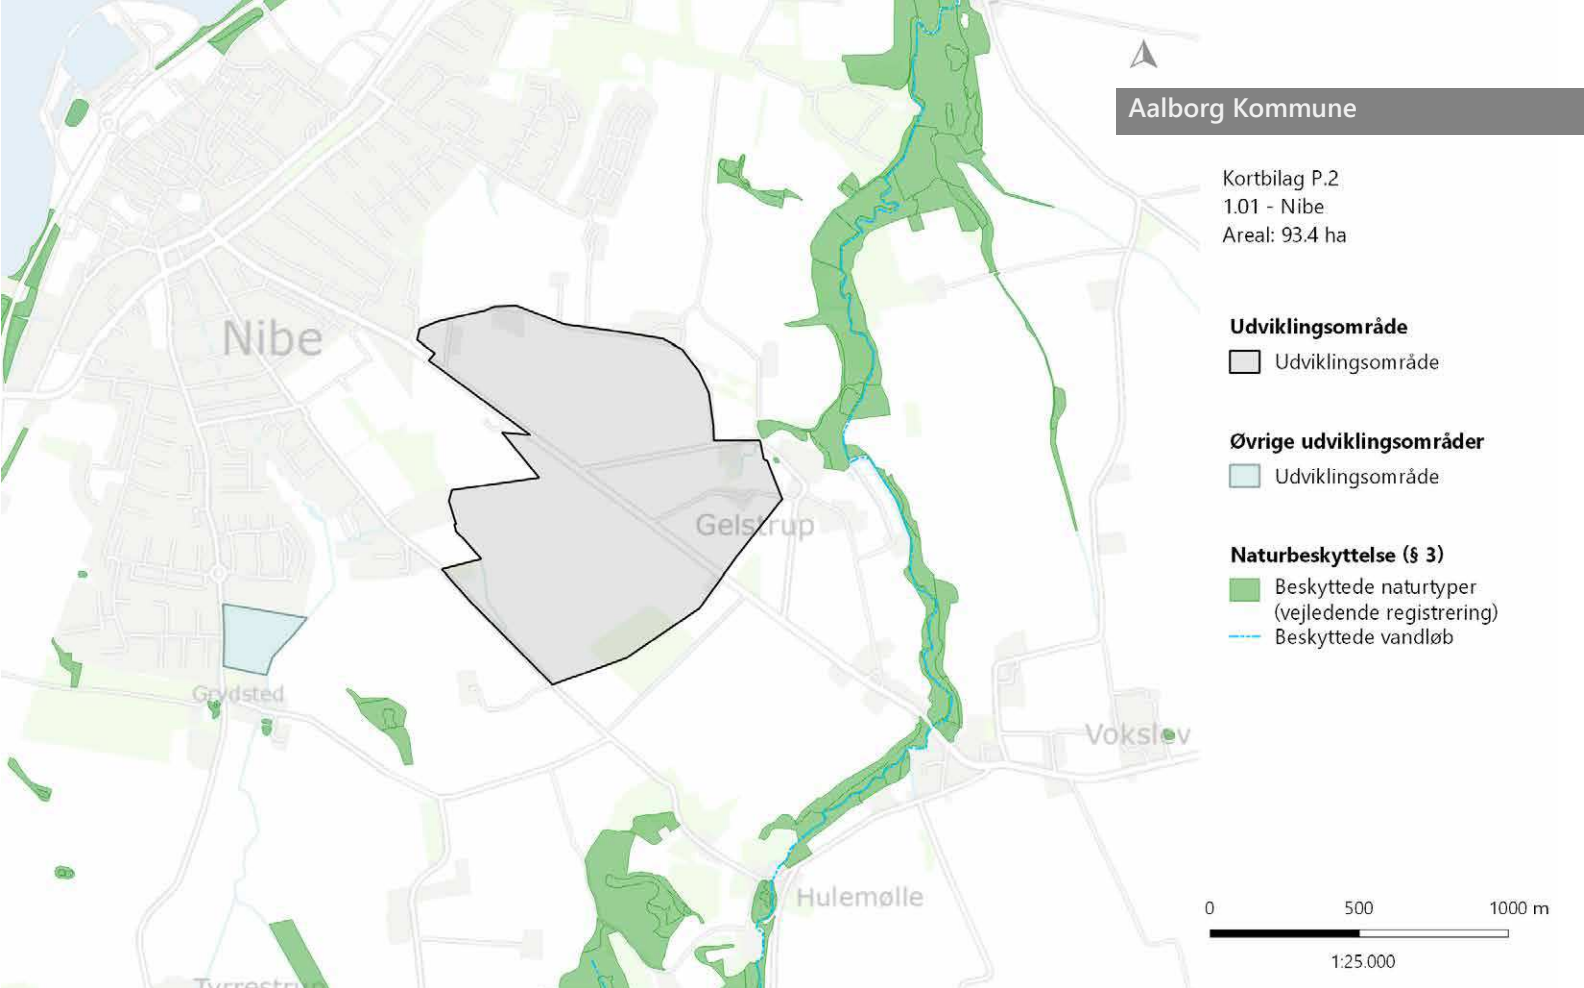 Aalborg Kommune
Kortbilag P.2
1.01 - Nibe
Areal: 93.4 ha
Udviklingsområde
Udviklingsområde
Øvrige udviklingsområder
Udviklingsområde
Naturbeskyttelse (§ 3)
Beskyttede naturtyper
(vejledende registrering)
Beskyttede vandløb
Nibe
Gelstrup
Grydsted
Vokslev
Hulemølle
Tyrrestrup
0 500 1000 m
1:25.000